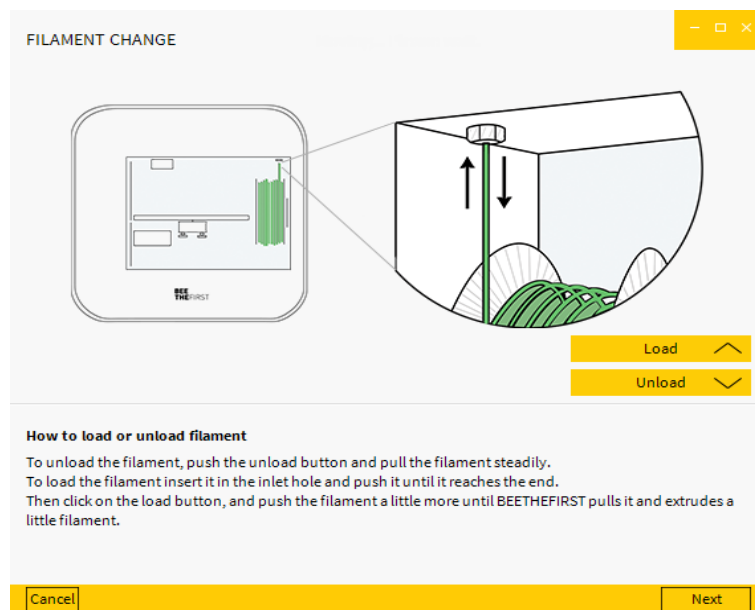 FILAMENT CHANGE
BEE
THEFIRST
Load
Unload
How to load or unload filament
To unload the filament, push the unload button and pull the filament steadily.
To load the filament insert it in the inlet hole and push it until it reaches the end.
Then click on the load button, and push the filament a little more until BEETHEFIRST pulls it and extrudes a
little filament.
Cancel
Next